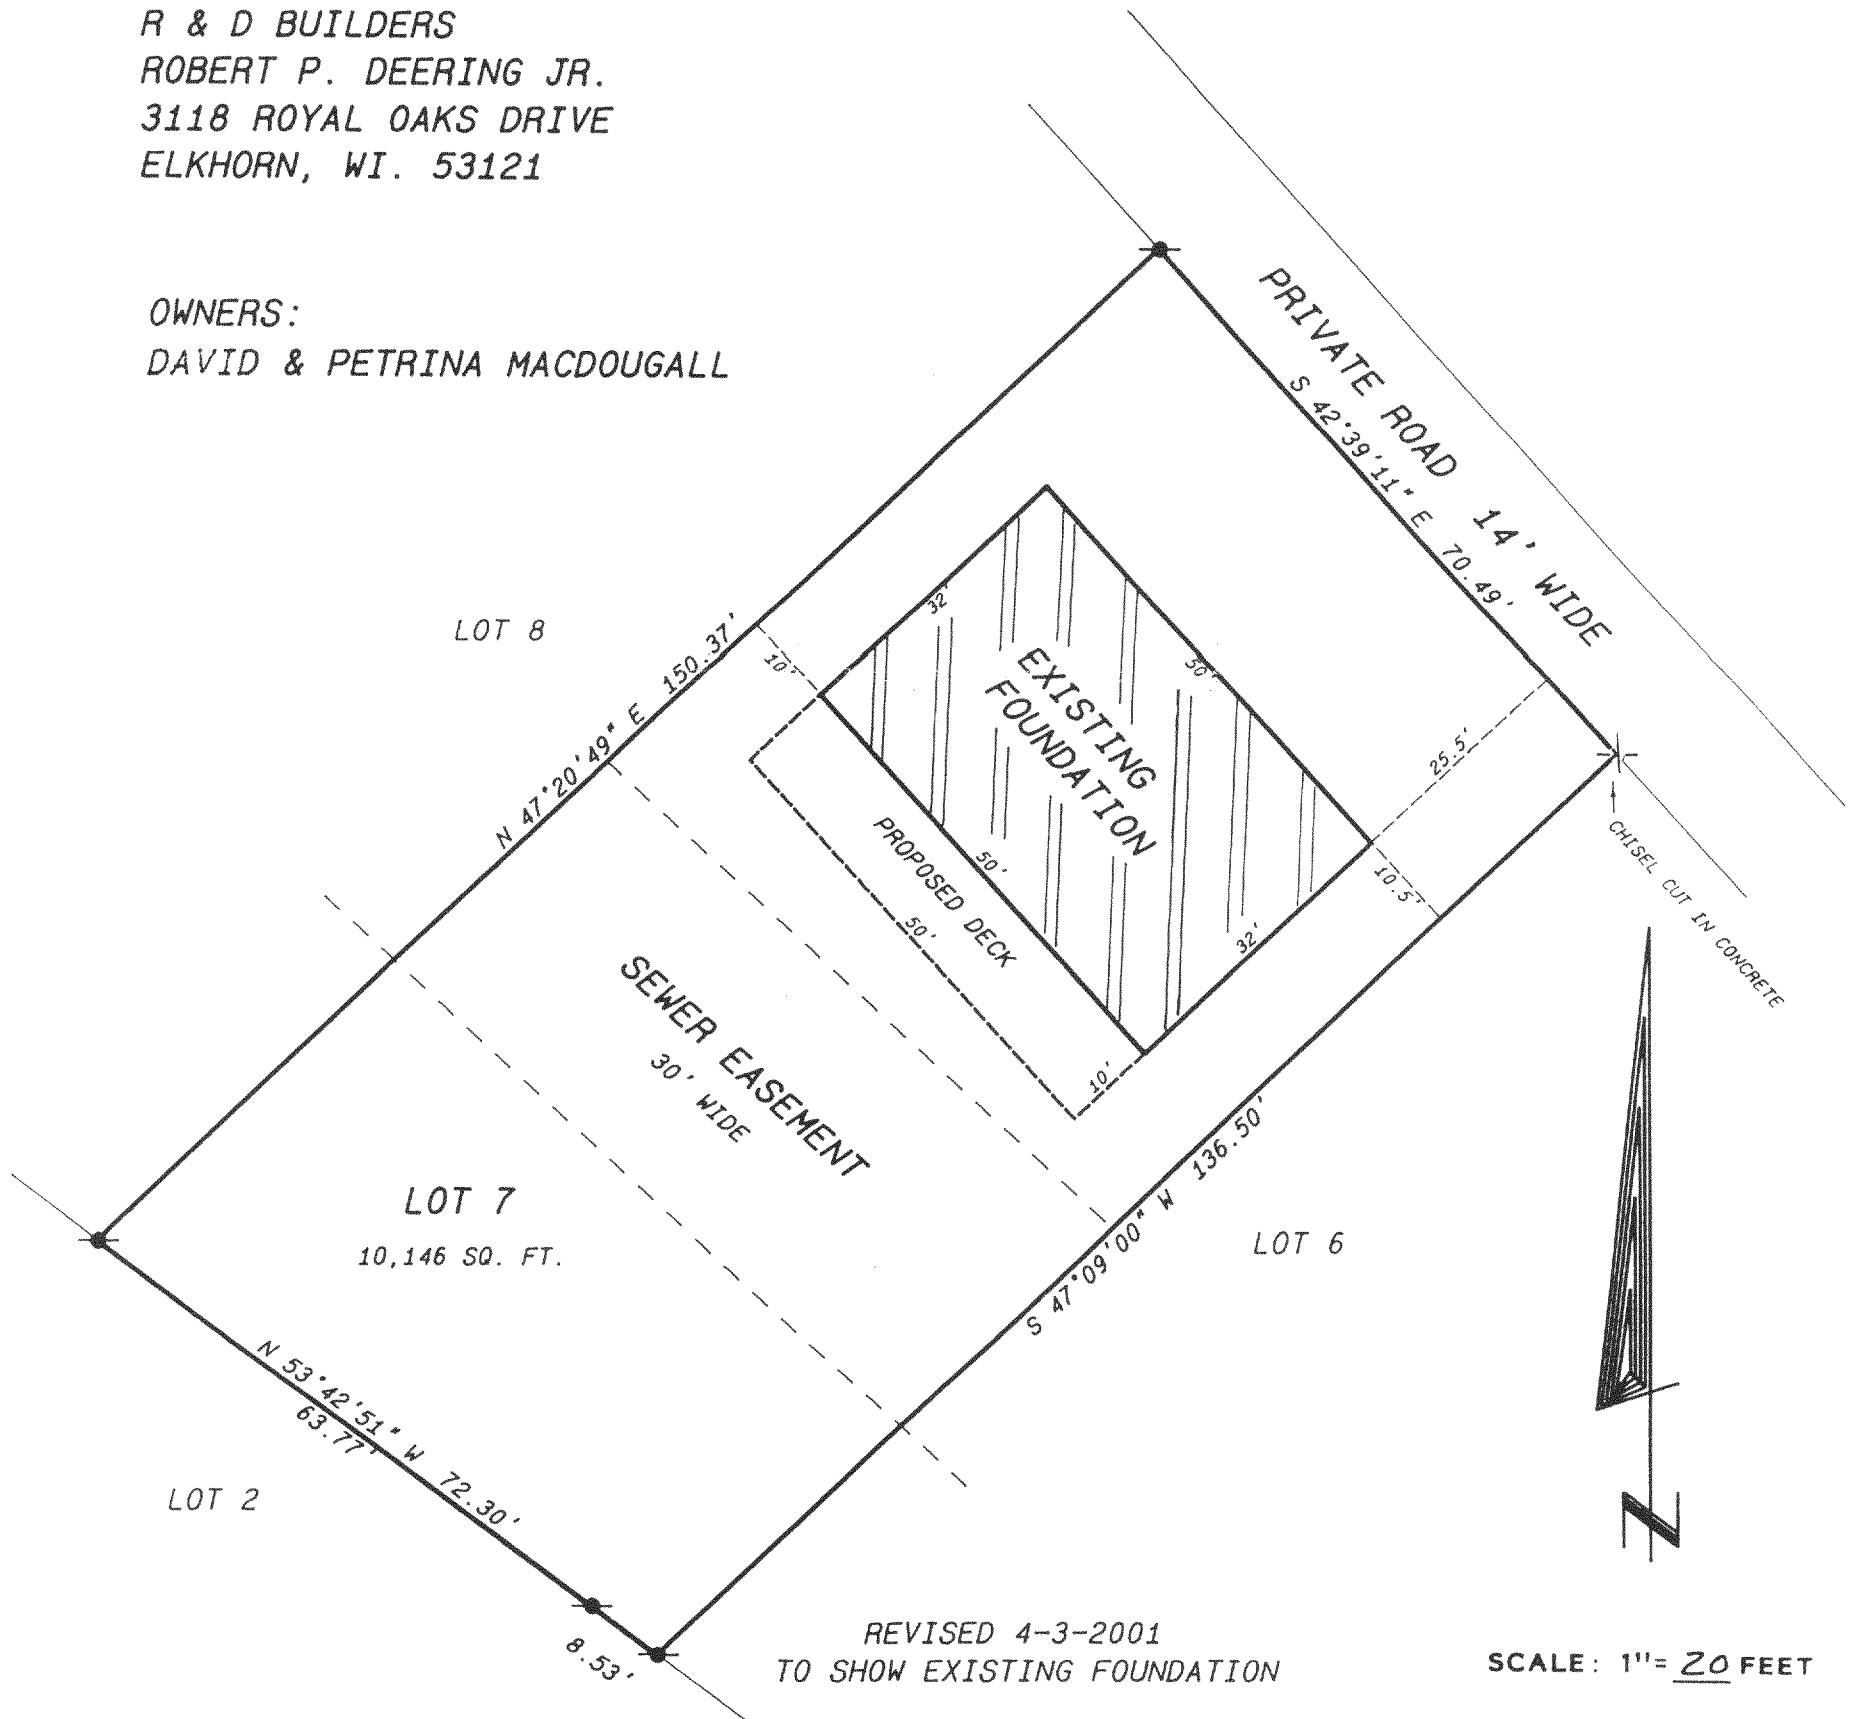 R & D BUILDERS
ROBERT P. DEERING JR.
3118 ROYAL OAKS DRIVE
ELKHORN, WI. 53121
OWNERS:
DAVID & PETRINA MACDOUGALL
PRIVATE ROAD 14' WIDE
S 42°39'11" E 70.49'
LOT 8
N 47°20'49" E 150.37'
10'
32'
50'
EXISTING
FOUNDATION
25.5'
10.5'
CHISEL CUT IN CONCRETE
50'
PROPOSED DECK
50'
32'
10'
SEWER EASEMENT
30' WIDE
S 47°09'00" W 136.50'
LOT 7
10,146 SQ. FT.
LOT 6
N 53°42'51" W 72.30'
63.77'
LOT 2
8.53'
N
REVISED 4-3-2001
TO SHOW EXISTING FOUNDATION
SCALE: 1"= 20 FEET